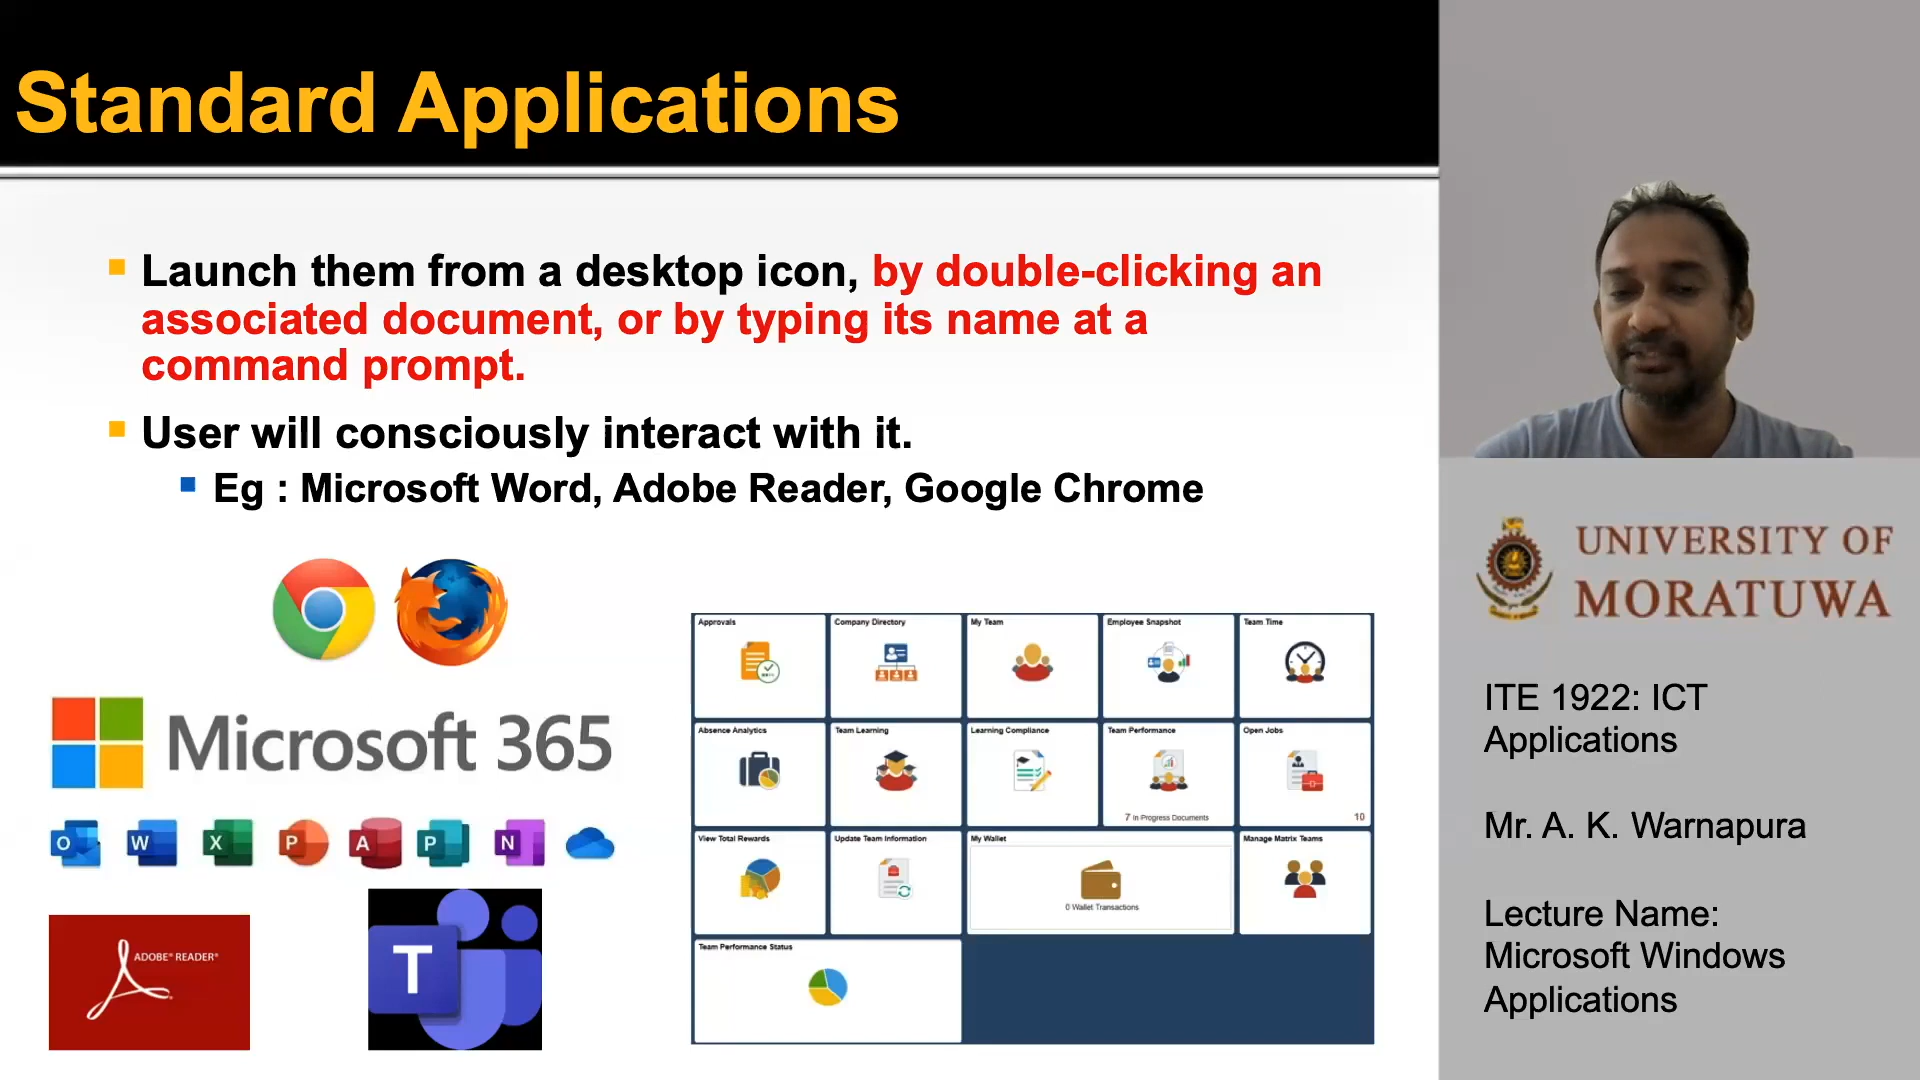 Standard Applications
Launch them from a desktop icon, by double-clicking an
associated document, or by typing its name at a
command prompt.
User will consciously interact with it.
Eg : Microsoft Word, Adobe Reader, Google Chrome
Microsoft 365
O
W
X
P
A
P
N
ADOBE® READER®
T
Approvals
Company Directory
My Team
Employee Snapshot
Team Time
Absence Analytics
Team Learning
Learning Compliance
Team Performance
7 In Progress Documents
Open Jobs
10
View Total Rewards
Update Team Information
My Wallet
0 Wallet Transactions
Manage Matrix Teams
Team Performance Status
UNIVERSITY OF
MORATUWA
ITE 1922: ICT
Applications
Mr. A. K. Warnapura
Lecture Name:
Microsoft Windows
Applications